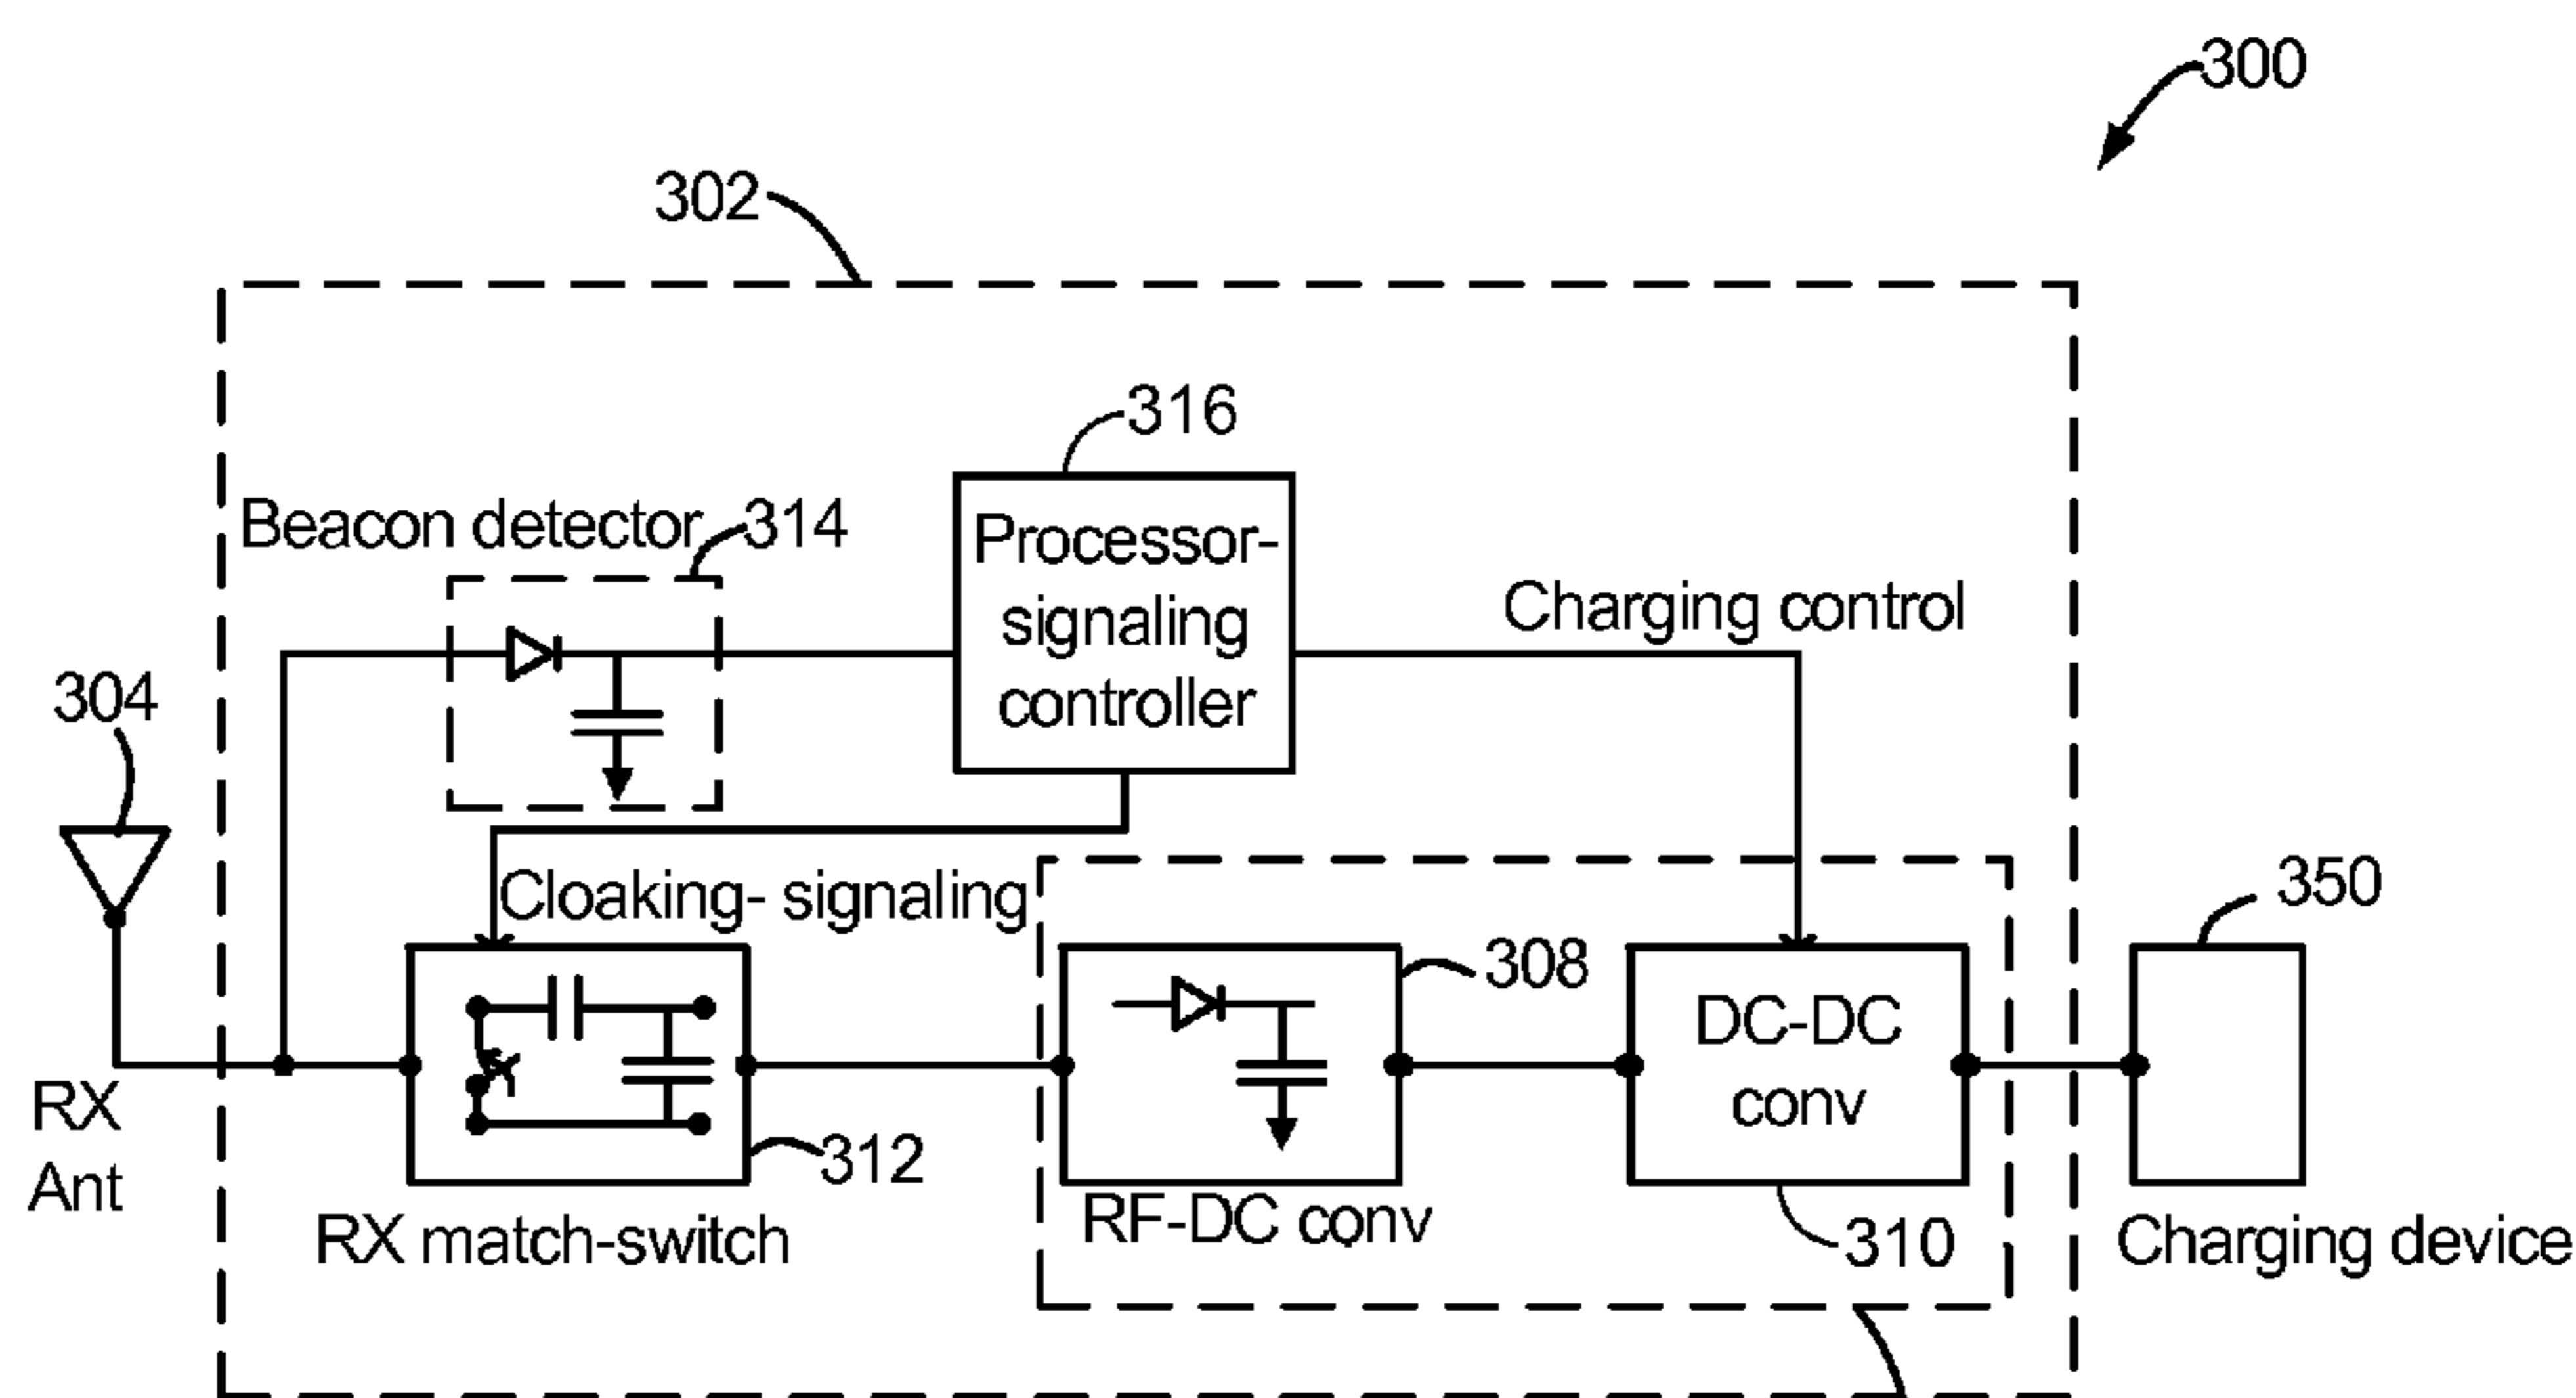 300
302
316
Beacon detector
314
Processor-
signaling
controller
Charging control
304
Cloaking- signaling
350
308
DC-DC
conv
RX
Ant
312
RX match-switch
RF-DC conv
310
Charging device